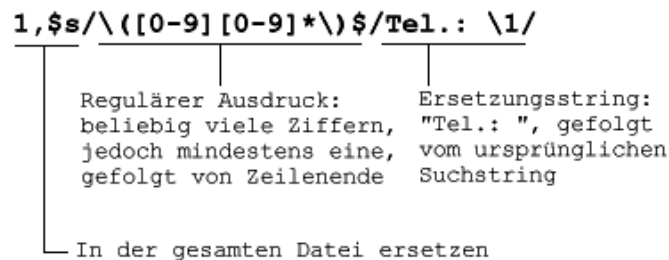 1,$s/\([0-9][0-9]*\)$/Tel.: \1/
Regulärer Ausdruck:
beliebig viele Ziffern,
jedoch mindestens eine,
gefolgt von Zeilenende
Ersetzungsstring:
"Tel.: ", gefolgt
vom ursprünglichen
Suchstring
In der gesamten Datei ersetzen